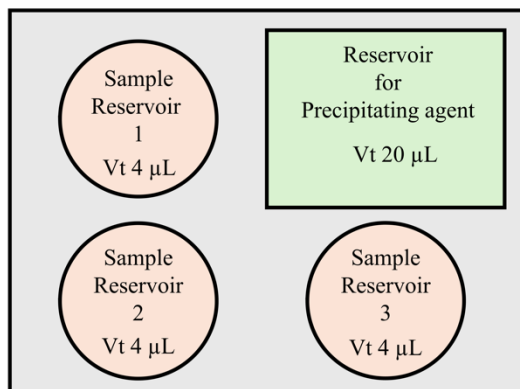 Sample
Reservoir
1
Vt 4 µL
Reservoir
for
Precipitating agent
Vt 20 µL
Sample
Reservoir
2
Vt 4 µL
Sample
Reservoir
3
Vt 4 µL